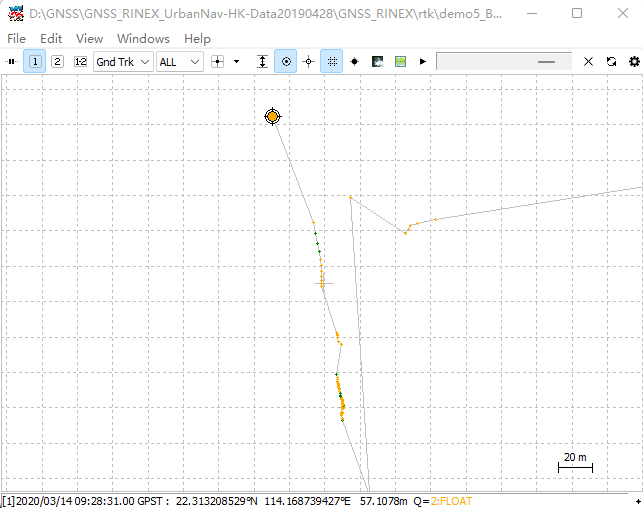 D:\GNSS\GNSS_RINEX_UrbanNav-HK-Data20190428\GNSS_RINEX\rtk\demo5_B...
File Edit View Windows Help
1 2 1-2 Gnd Trk ALL
20 m
[1]2020/03/14 09:28:31.00 GPST : 22.313208529°N 114.168739427°E 57.1078m Q=2:FLOAT